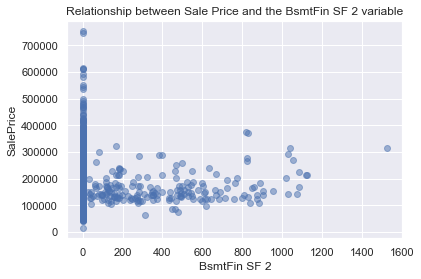 Relationship between Sale Price and the BsmtFin SF 2 variable
700000
600000
500000
400000
300000
200000
100000
0
SalePrice
0 200 400 600 800 1000 1200 1400 1600
BsmtFin SF 2